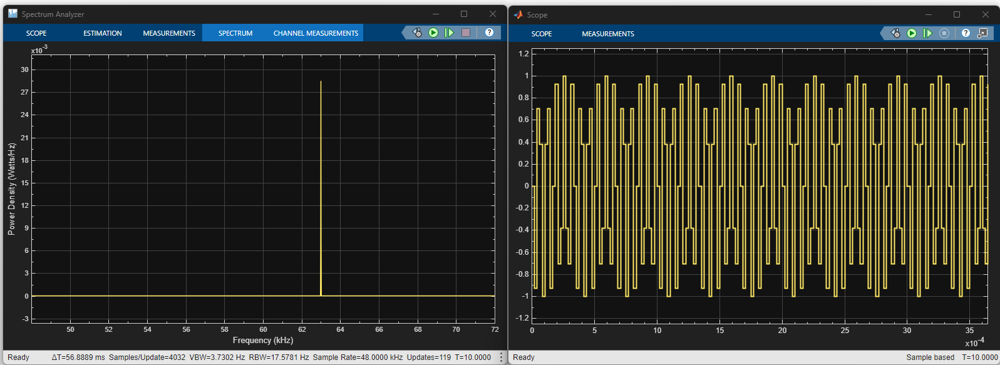 Spectrum Analyzer
SCOPE ESTIMATION MEASUREMENTS SPECTRUM CHANNEL MEASUREMENTS ?
x10-3
30
27
24
21
18
15
12
9
6
3
0
-3
Power Density (Watts/Hz)
50 52 54 56 58 60 62 64 66 68 70 72
Frequency (kHz)
Ready ΔT=56.8889 ms Samples/Update=4032 VBW=3.7302 Hz RBW=17.5781 Hz Sample Rate=48.0000 kHz Updates=119 T=10.0000
Scope
SCOPE MEASUREMENTS ?
1.2
1
0.8
0.6
0.4
0.2
0
-0.2
-0.4
-0.6
-0.8
-1
-1.2
0 5 10 15 20 25 30 35
x10-4
Ready Sample based T=10.0000